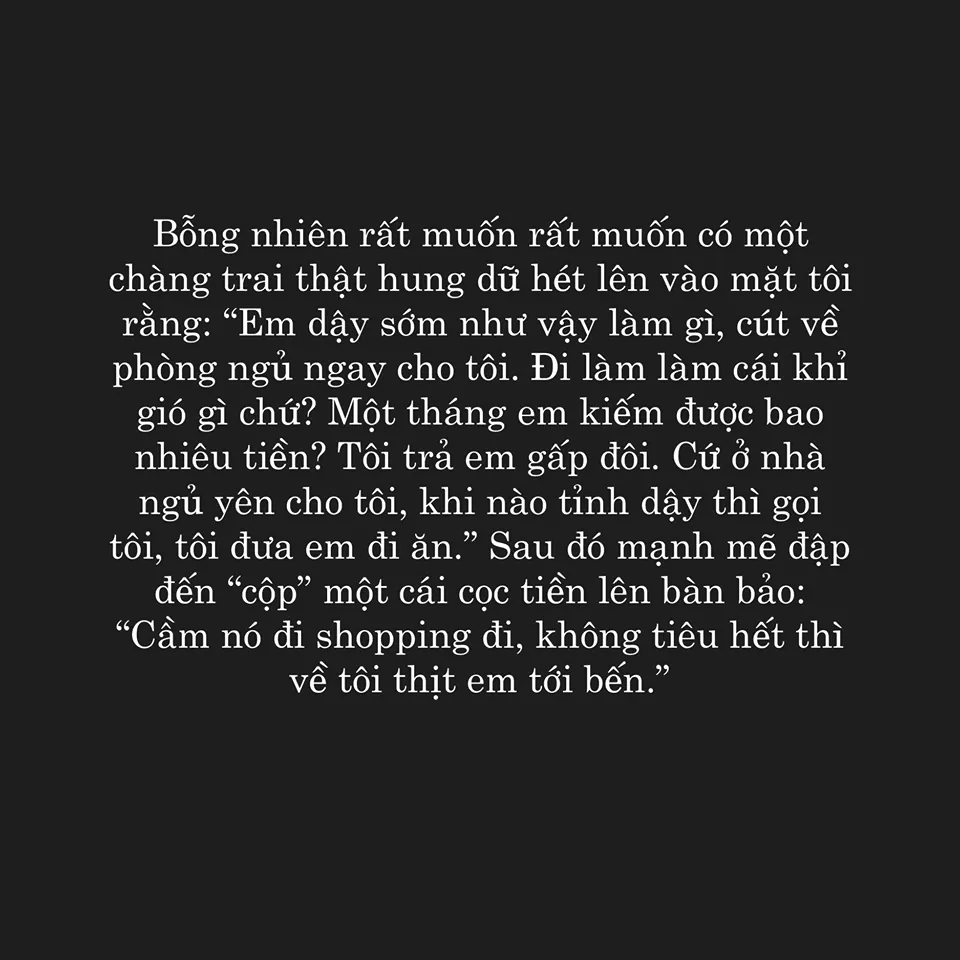 Bỗng nhiên rất muốn rất muốn có một
chàng trai thật hung dữ hét lên vào mặt tôi
rằng: “Em dậy sớm như vậy làm gì, cút về
phòng ngủ ngay cho tôi. Đi làm làm cái khỉ
gió gì chứ? Một tháng em kiếm được bao
nhiêu tiền? Tôi trả em gấp đôi. Cứ ở nhà
ngủ yên cho tôi, khi nào tỉnh dậy thì gọi
tôi, tôi đưa em đi ăn.” Sau đó mạnh mẽ đập
đến “cộp” một cái cọc tiền lên bàn bảo:
“Cầm nó đi shopping đi, không tiêu hết thì
về tôi thịt em tới bến.”